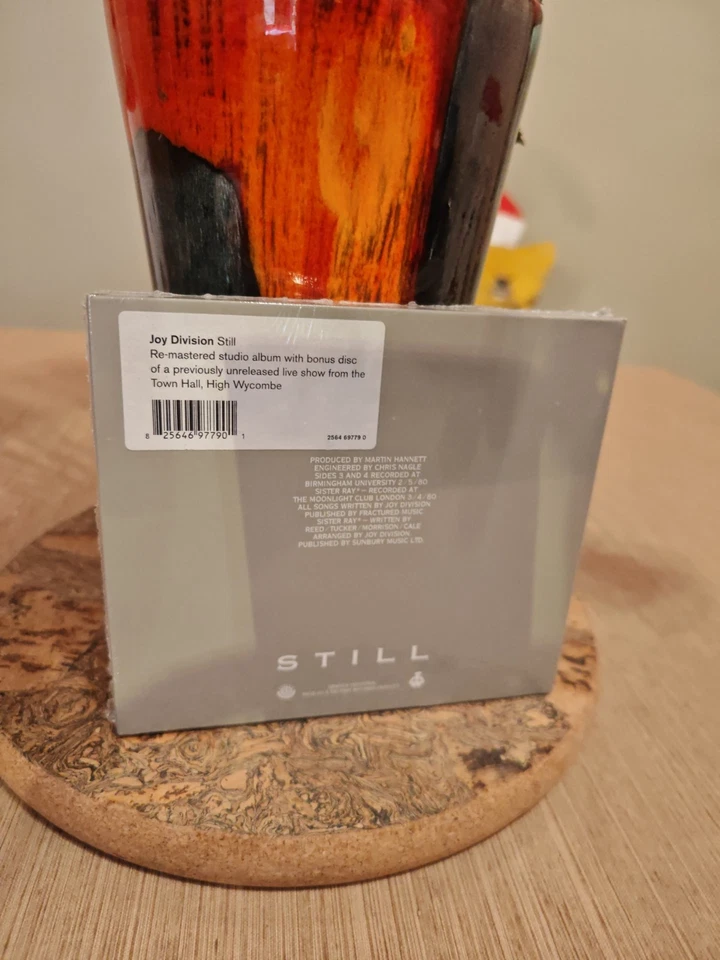 Joy Division Still
Re-mastered studio album with bonus disc
of a previously unreleased live show from the
Town Hall, High Wycombe
8 25646 97790 1
2564 69779 0
PRODUCED BY MARTIN HANNETT
ENGINEERED BY CHRIS NAGLE
SIDES 3 AND 4 RECORDED AT
BIRMINGHAM UNIVERSITY 2/5/80
SISTER RAY*— RECORDED AT
THE MOONLIGHT CLUB LONDON 3/4/80
ALL SONGS WRITTEN BY JOY DIVISION
PUBLISHED BY FRACTURED MUSIC
SISTER RAY*— WRITTEN BY
REED/TUCKER/MORRISON/CALE
ARRANGED BY JOY DIVISION.
PUBLISHED BY SUNBURY MUSIC LTD.
STILL